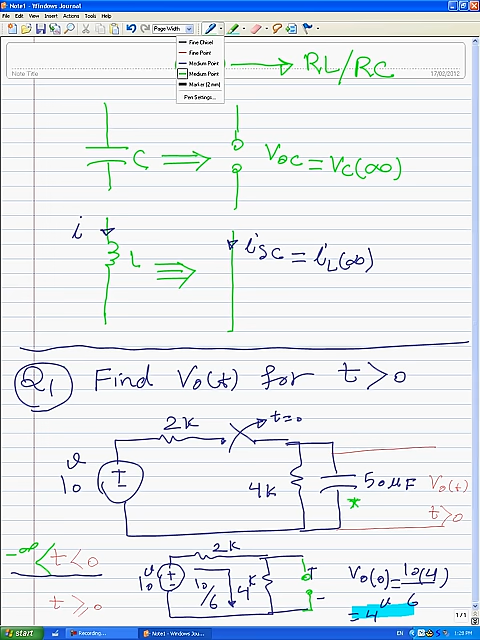 Note1 - Windows Journal
File Edit View Insert Actions Tools Help
Page Width
Fine Chisel
Fine Point
Medium Point
Medium Point
Marker (2 mm)
Pen Settings...
RL/RC
Note Title
17/02/2012
C
Voc = Vc(∞)
i
L
isc = iL(∞)
Q1 Find Vo(t) for t>0
2K
t=0
10 v
4K
50μF
Vo(t)
t>0
*
-∞< t<0
t≥0
2K
10 v
10/6
4K
+
-
Vo(0) = 10(4)/6
= 4 v
1/1
start
Recording...
Note1 - Windows Jou...
EN
1:28 PM